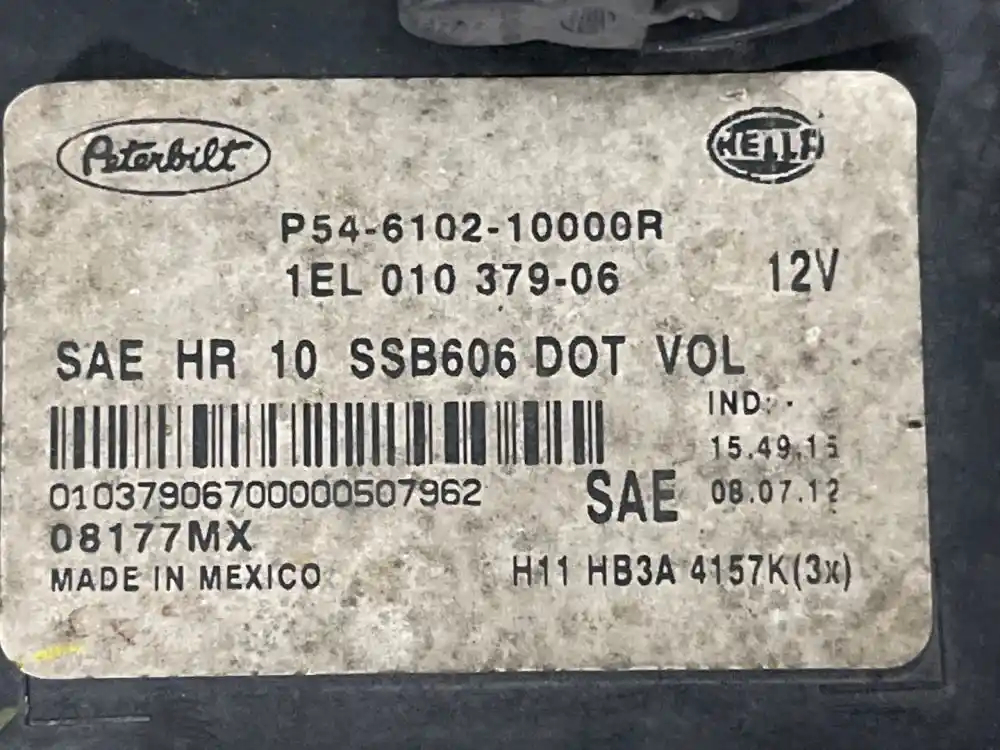 Peterbilt
HELLA
P54-6102-10000R
1EL 010 379-06
12V
SAE HR 10 SSB606 DOT VOL
IND: -
15.49.15
01037906700000507962
SAE
08.07.12
08177MX
MADE IN MEXICO
H11 HB3A 4157K(3x)